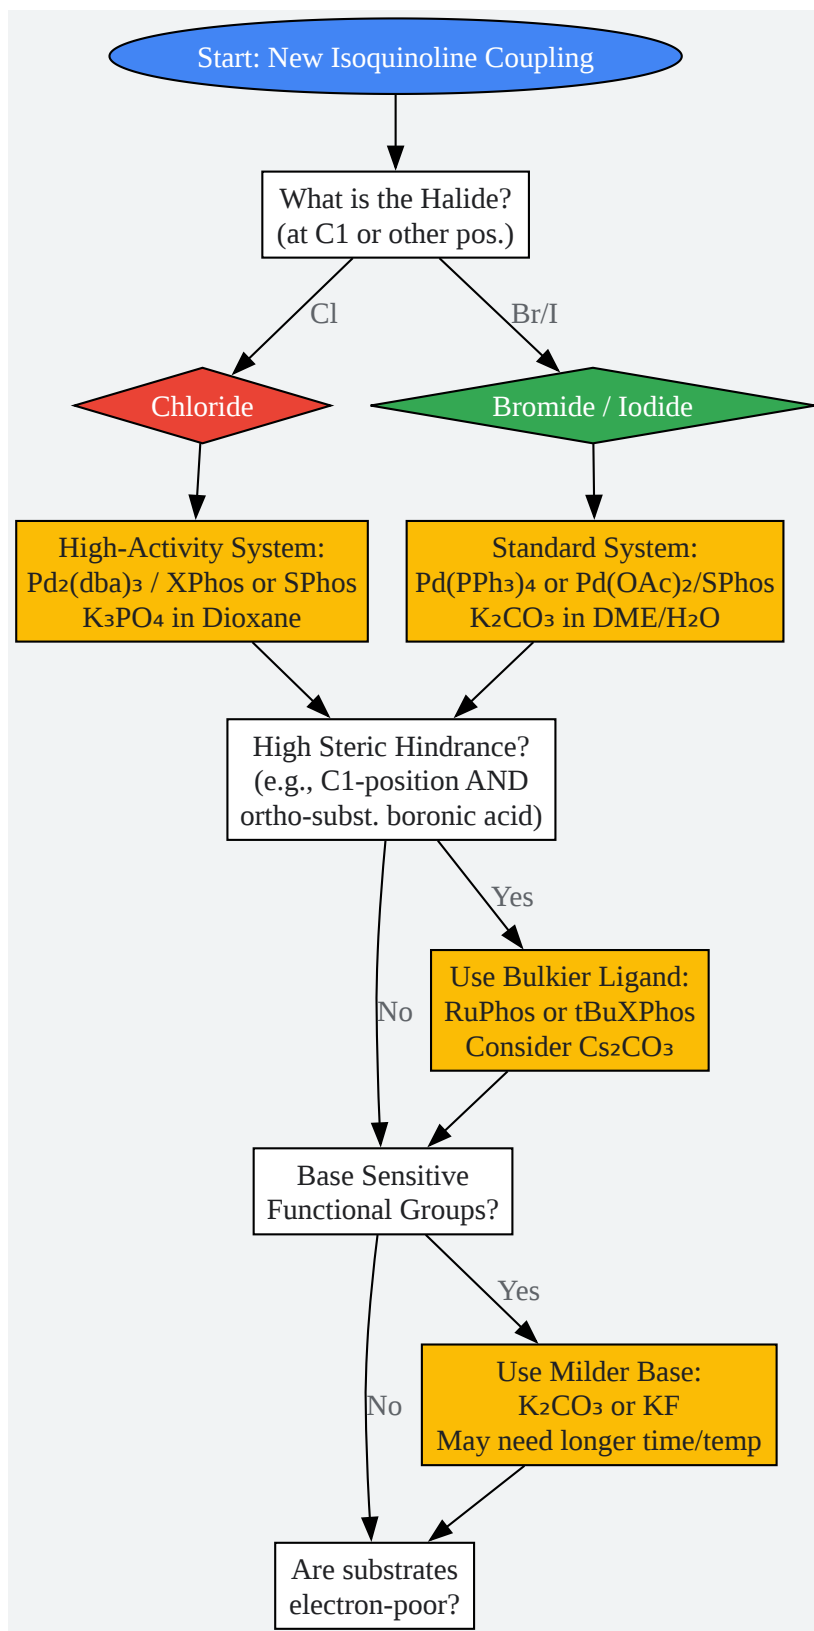 Start: New Isoquinoline Coupling
What is the Halide?
(at C1 or other pos.)
Cl
Br/I
Chloride
Bromide / Iodide
High-Activity System:
Pd₂(dba)₃ / XPhos or SPhos
K₃PO₄ in Dioxane
Standard System:
Pd(PPh₃)₄ or Pd(OAc)₂/SPhos
K₂CO₃ in DME/H₂O
High Steric Hindrance?
(e.g., C1-position AND
ortho-subst. boronic acid)
Yes
No
Use Bulkier Ligand:
RuPhos or tBuXPhos
Consider Cs₂CO₃
Base Sensitive
Functional Groups?
Yes
No
Use Milder Base:
K₂CO₃ or KF
May need longer time/temp
Are substrates
electron-poor?